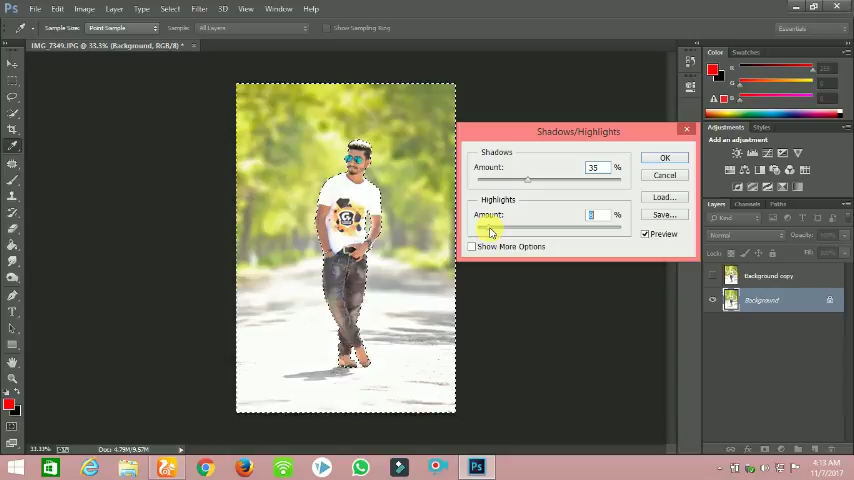 Ps File Edit Image Layer Type Select Filter 3D View Window Help
Sample Size: Point Sample Sample: All Layers Show Sampling Ring Essentials
IMG_7349.JPG @ 33.3% (Background, RGB/8) *
Color Swatches
R 255
G 0
B 0
Shadows/Highlights
Shadows
Amount: 35 %
OK
Cancel
Highlights
Amount: %
Load...
Save...
Preview
Show More Options
Adjustments Styles
Add an adjustment
Layers Channels Paths
Kind
Normal Opacity:
Lock: Fill:
Background copy
Background
G
33.33% Doc: 4.79M/9.57M
Ps
4:13 AM
11/7/2017